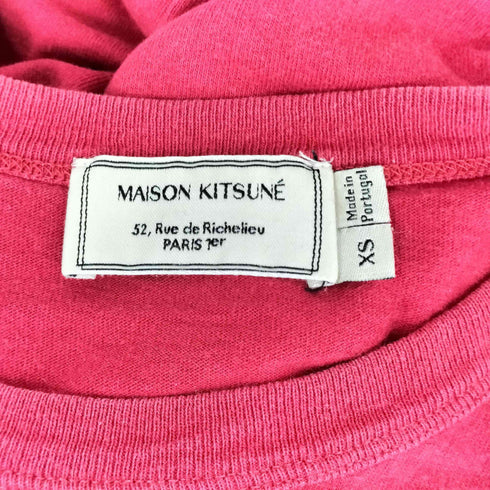 MAISON KITSUNÉ
52, Rue de Richelieu
PARIS 1er
Made in
Portugal
XS